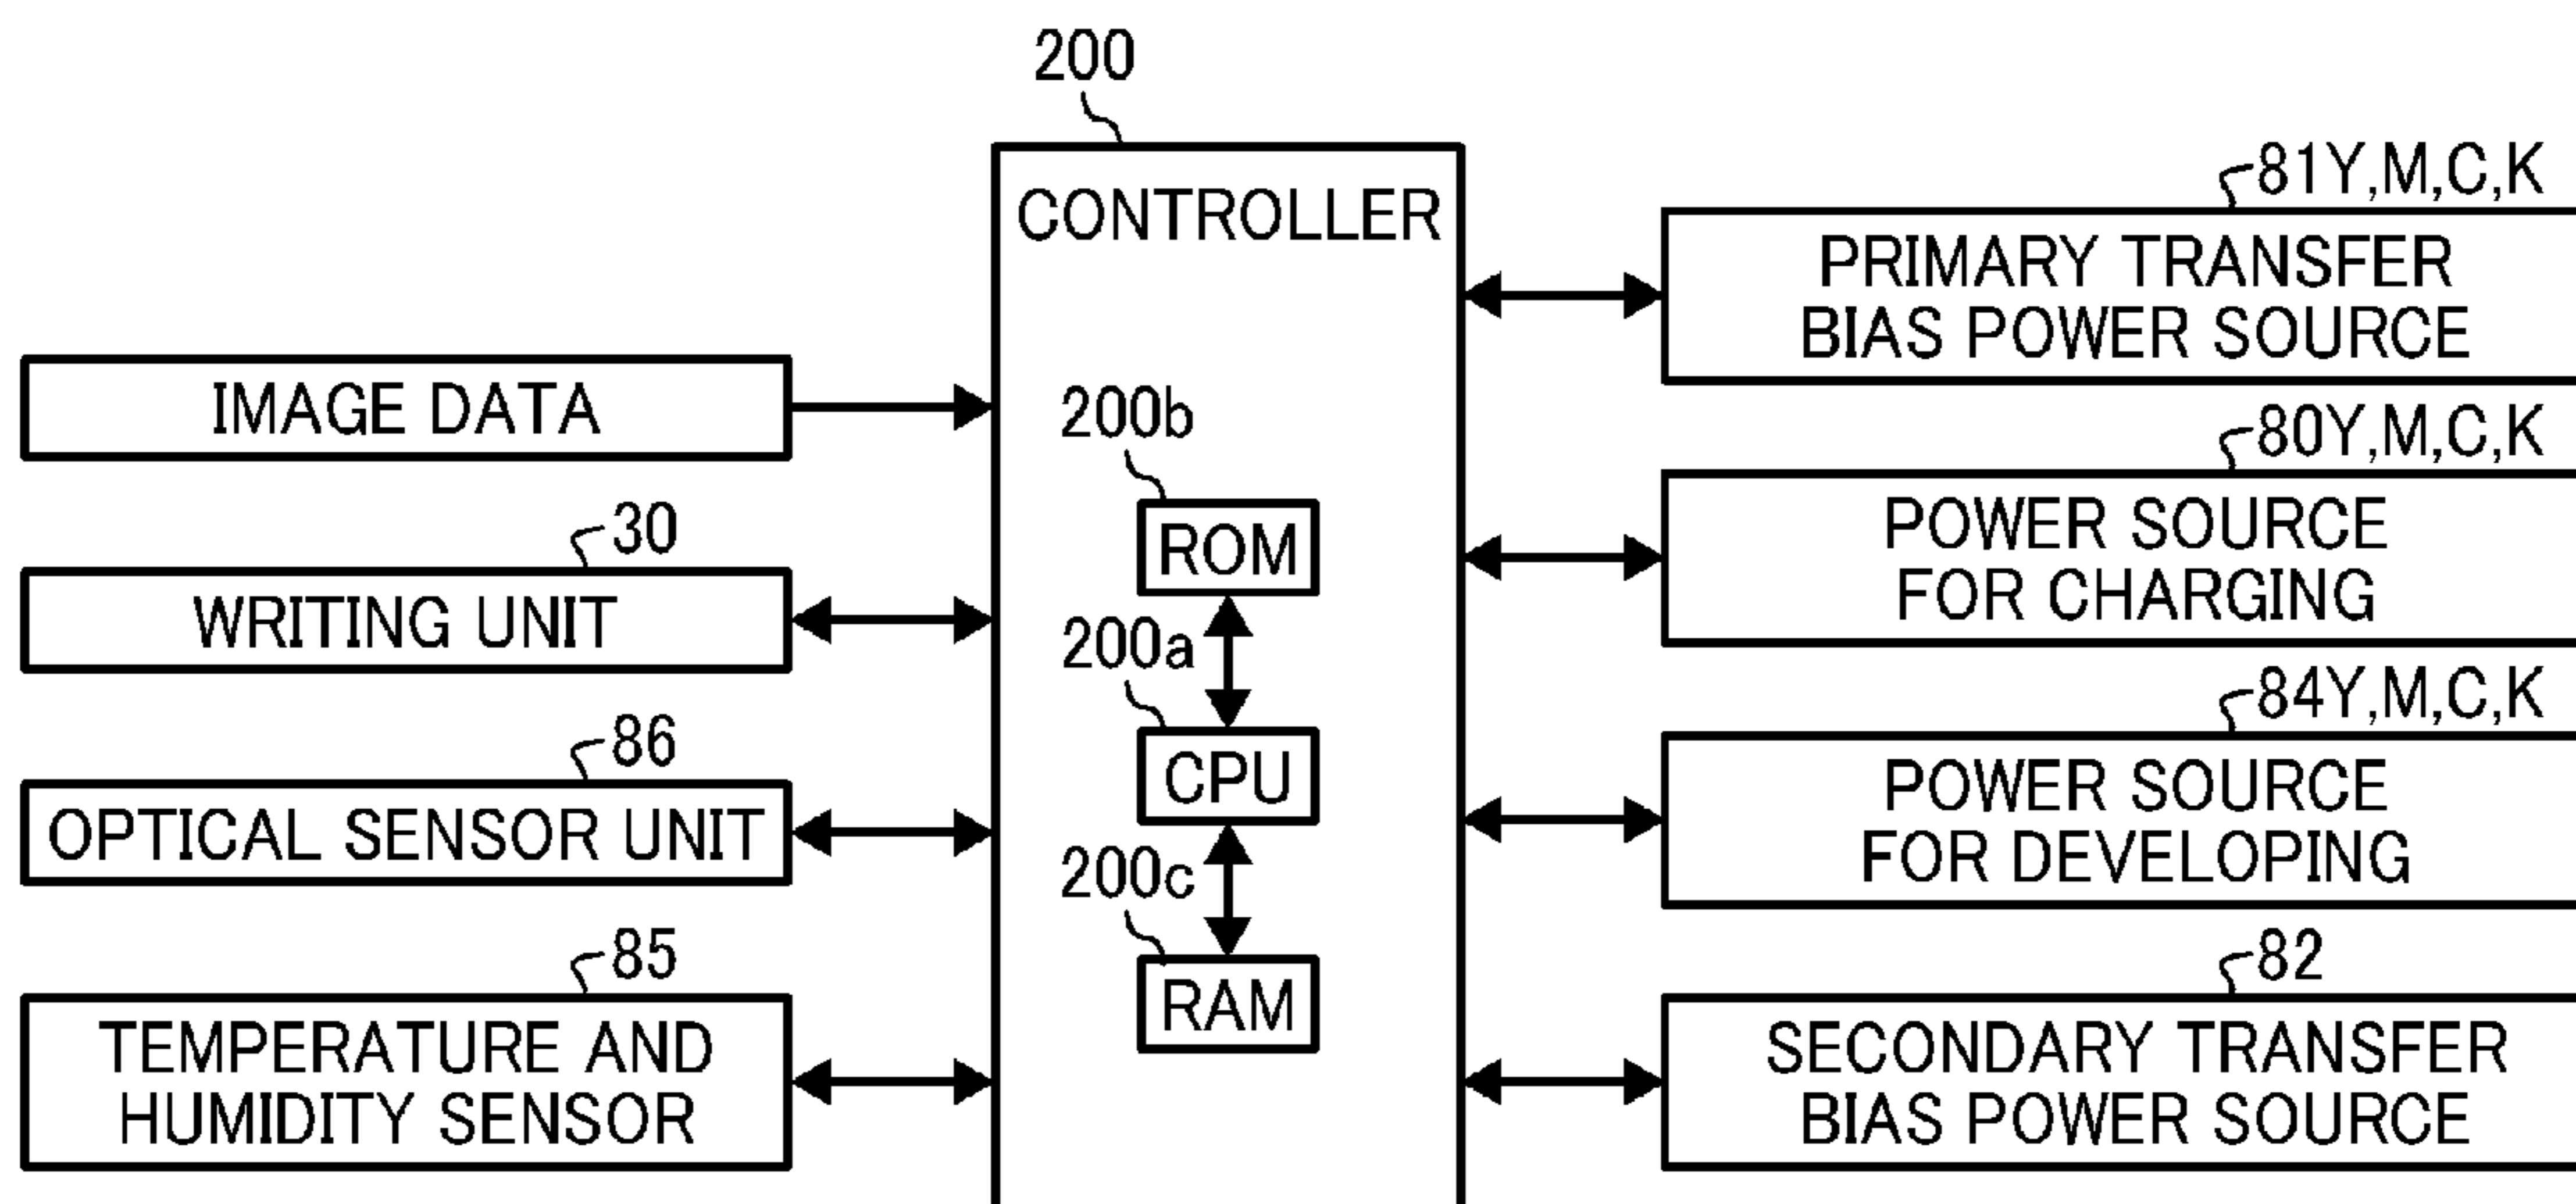 200
CONTROLLER
IMAGE DATA
30
WRITING UNIT
86
OPTICAL SENSOR UNIT
85
TEMPERATURE AND
HUMIDITY SENSOR
200b
ROM
200a
CPU
200c
RAM
81Y,M,C,K
PRIMARY TRANSFER
BIAS POWER SOURCE
80Y,M,C,K
POWER SOURCE
FOR CHARGING
84Y,M,C,K
POWER SOURCE
FOR DEVELOPING
82
SECONDARY TRANSFER
BIAS POWER SOURCE